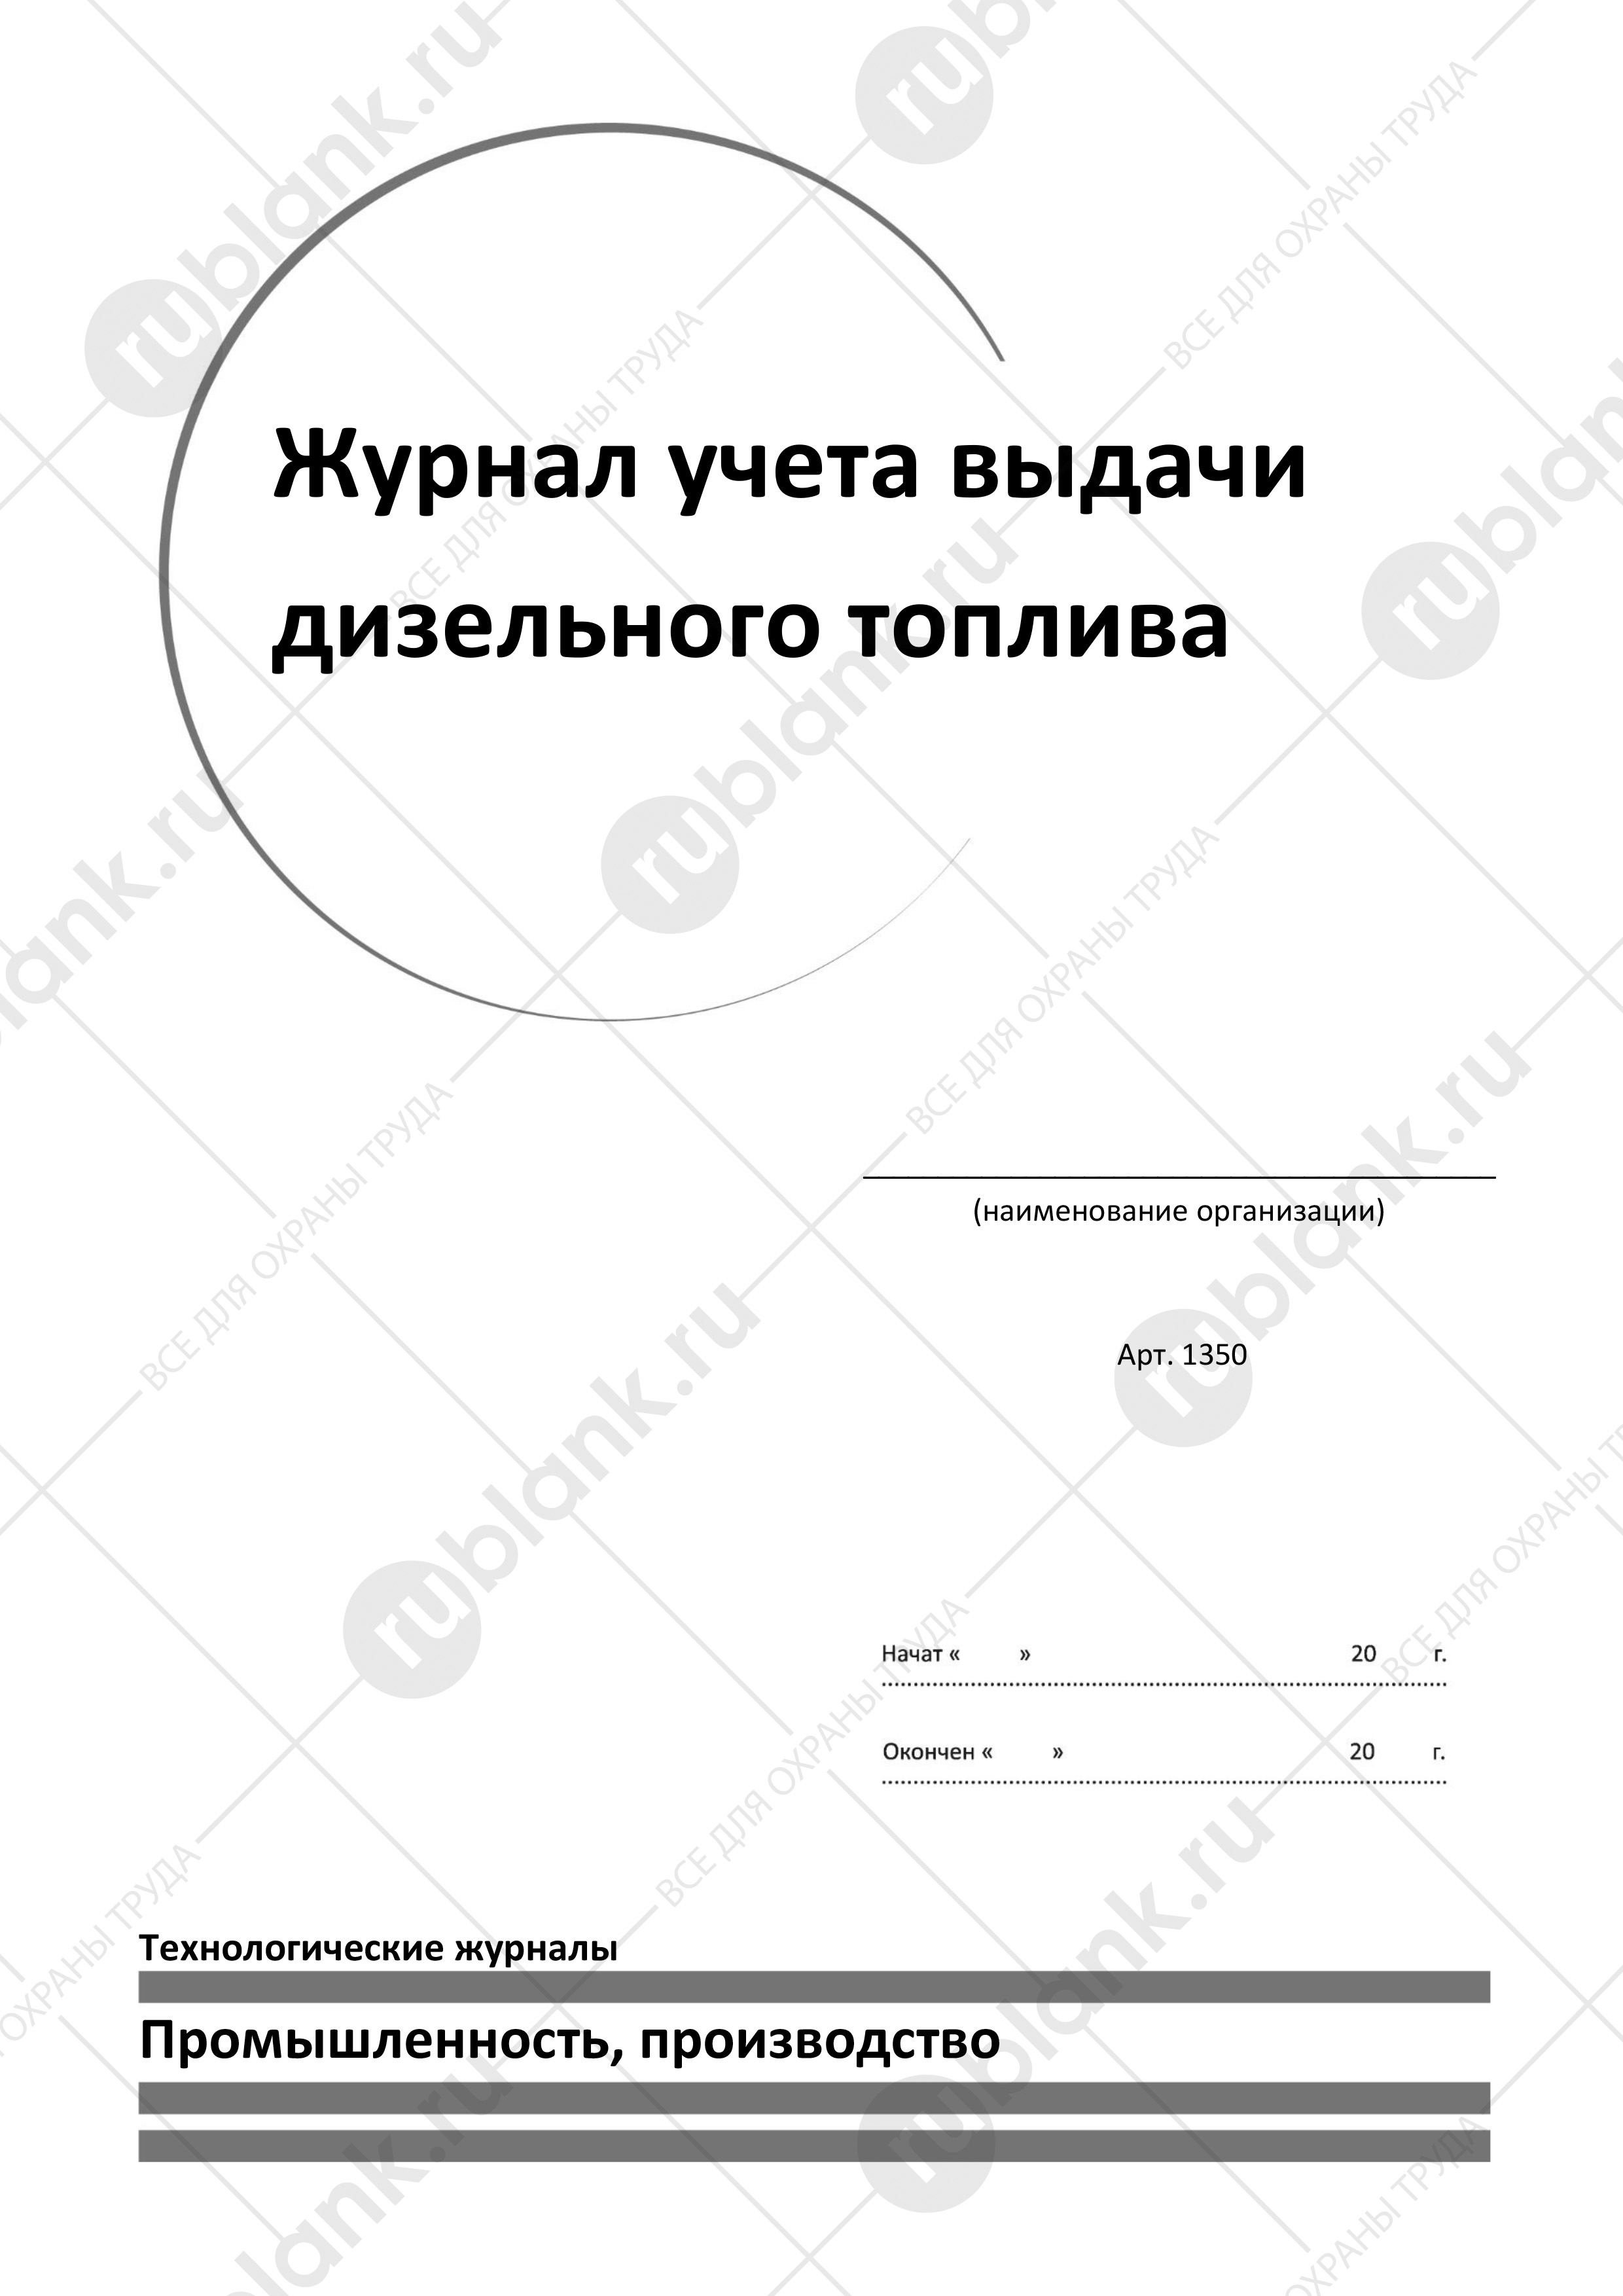 Журнал учета выдачи
дизельного топлива
(наименование организации)
Арт. 1350
Начат « » 20 г.
Окончен « » 20 г.
Технологические журналы
Промышленность, производство
rublank.ru
ВСЕ ДЛЯ ОХРАНЫ ТРУДА